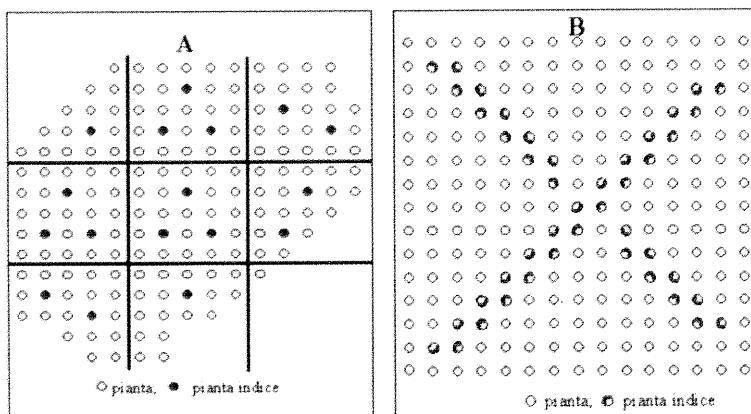 A
○ pianta, ● pianta indice
B
○ pianta, ◐ pianta indice